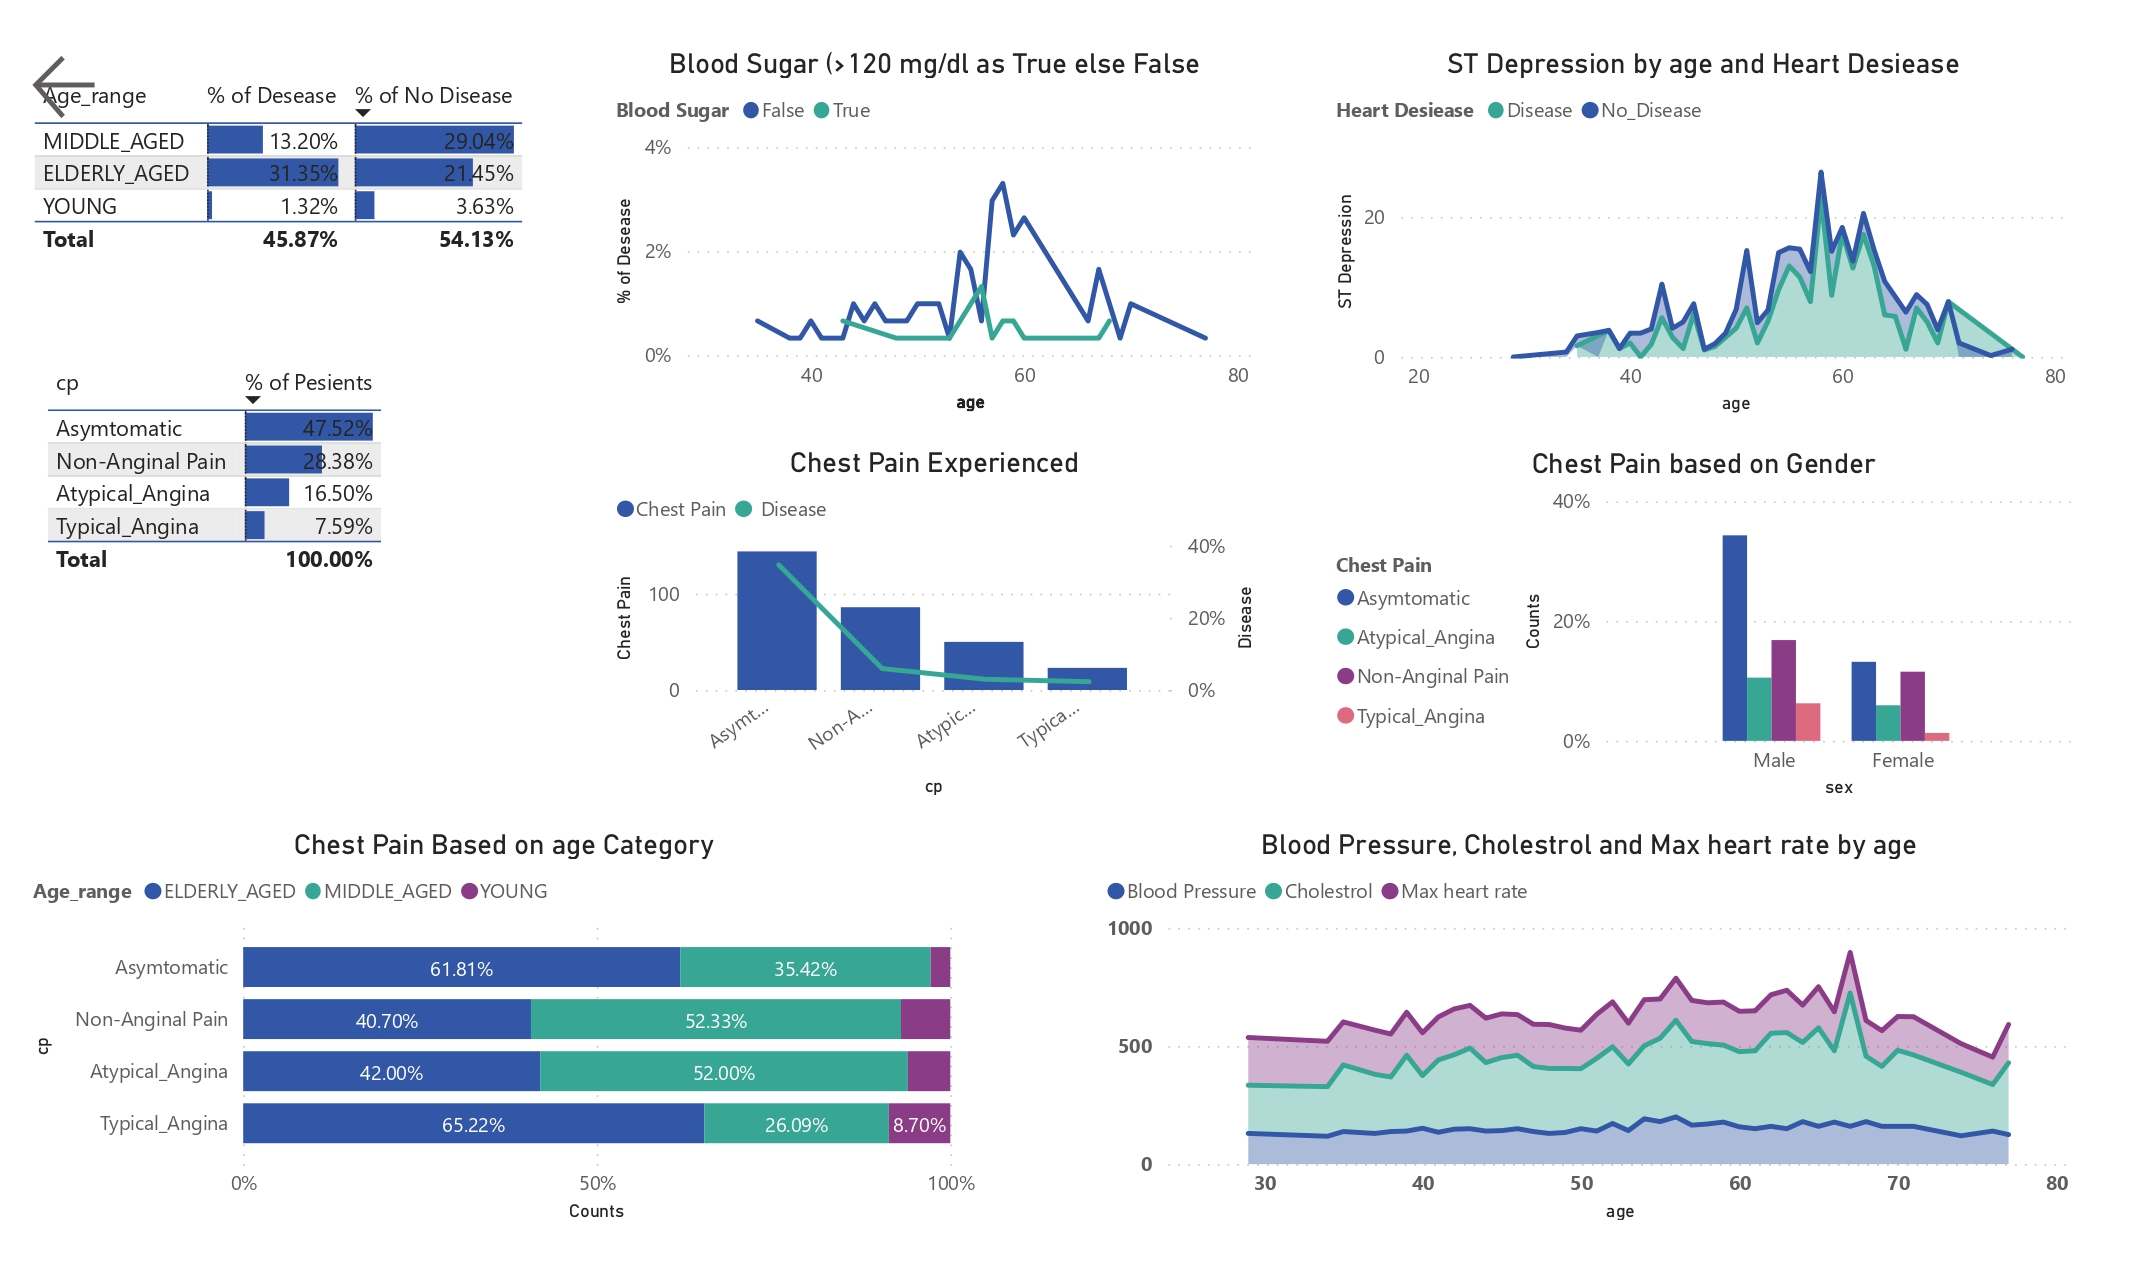 Age_range % of Desease % of No Disease
MIDDLE_AGED 13.20% 29.04%
ELDERLY_AGED 31.35% 21.45%
YOUNG 1.32% 3.63%
Total 45.87% 54.13%
cp % of Pesients
Asymtomatic 47.52%
Non-Anginal Pain 28.38%
Atypical_Angina 16.50%
Typical_Angina 7.59%
Total 100.00%
Blood Sugar (>120 mg/dl as True else False
Blood Sugar False True
% of Desease
4%
2%
0%
40 60 80
age
ST Depression by age and Heart Desiease
Heart Desiease Disease No_Disease
ST Depression
20
0
20 40 60 80
age
Chest Pain Experienced
Chest Pain Disease
Chest Pain
100
0
40%
20%
0%
Disease
Asymt... Non-A... Atypic... Typica...
cp
Chest Pain based on Gender
Chest Pain
Asymtomatic
Atypical_Angina
Non-Anginal Pain
Typical_Angina
Counts
40%
20%
0%
Male Female
sex
Chest Pain Based on age Category
Age_range ELDERLY_AGED MIDDLE_AGED YOUNG
cp
Asymtomatic 61.81% 35.42%
Non-Anginal Pain 40.70% 52.33%
Atypical_Angina 42.00% 52.00%
Typical_Angina 65.22% 26.09% 8.70%
0% 50% 100%
Counts
Blood Pressure, Cholestrol and Max heart rate by age
Blood Pressure Cholestrol Max heart rate
1000
500
0
30 40 50 60 70 80
age